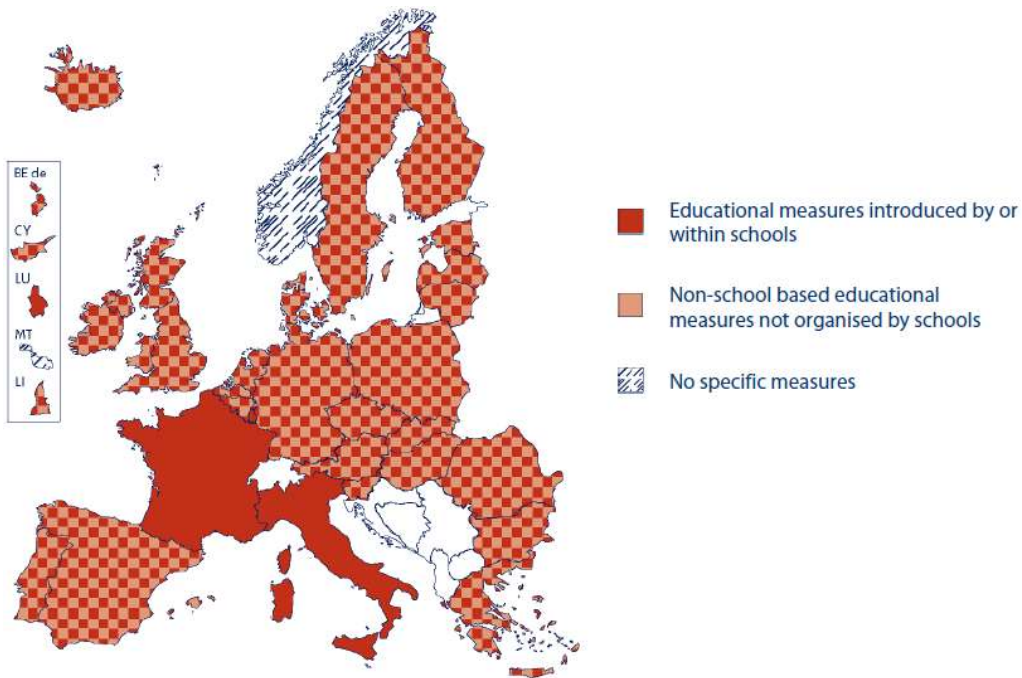 BE de
CY
LU
MT
LI
Educational measures introduced by or
within schools
Non-school based educational
measures not organised by schools
No specific measures